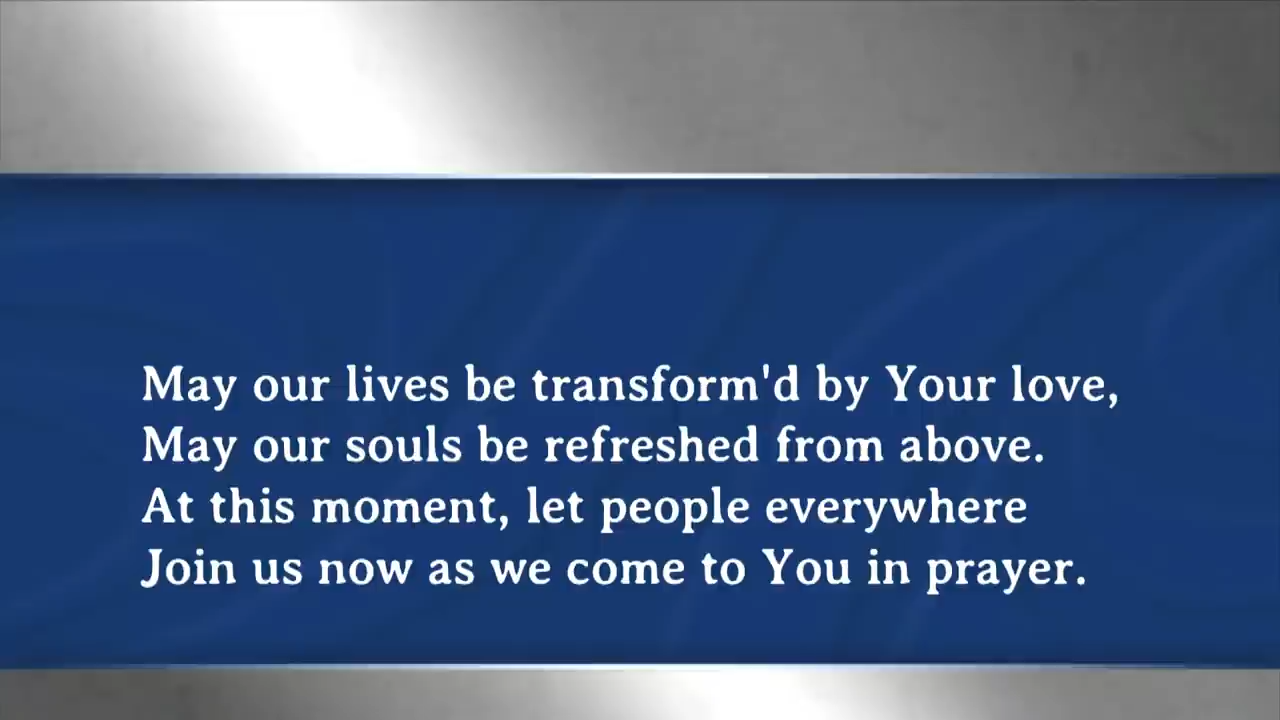 May our lives be transform'd by Your love,
May our souls be refreshed from above.
At this moment, let people everywhere
Join us now as we come to You in prayer.